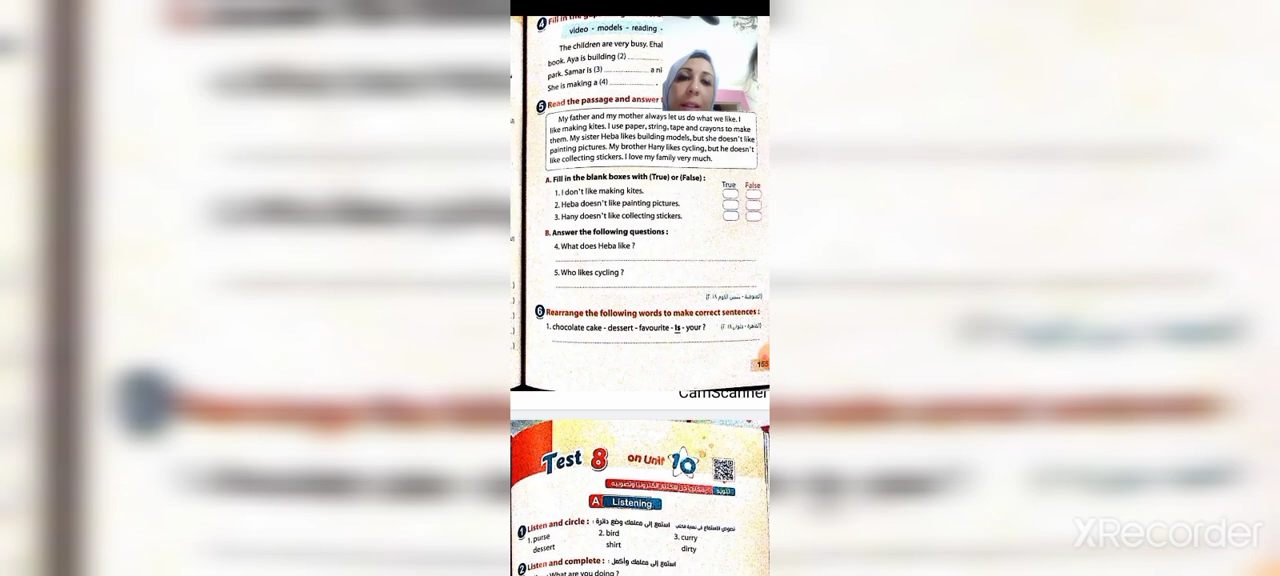 4 Fill in the
video - models - reading -
The children are very busy. Ehal
book. Aya is building (2) ..............
park. Samar is (3) .............. a ni
She is making a (4) .............. .
5 Read the passage and answer
My father and my mother always let us do what we like. I
like making kites. I use paper, string, tape and crayons to make
them. My sister Heba likes building models, but she doesn't like
painting pictures. My brother Hany likes cycling, but he doesn't
like collecting stickers. I love my family very much.
A. Fill in the blank boxes with (True) or (False) :
True False
1. I don't like making kites.
2. Heba doesn't like painting pictures.
3. Hany doesn't like collecting stickers.
B. Answer the following questions :
4. What does Heba like ?
5. Who likes cycling ?
6 Rearrange the following words to make correct sentences :
1. chocolate cake - dessert - favourite - Is - your ?
155
CamScanner
Test 8 on Unit 10
A Listening
1 Listen and circle : استمع إلى معلمك وضع دائرة :
1. purse 2. bird 3. curry
dessert shirt dirty
2 Listen and complete : استمع إلى معلمك وأكمل :
What are you doing ?
XRecorder